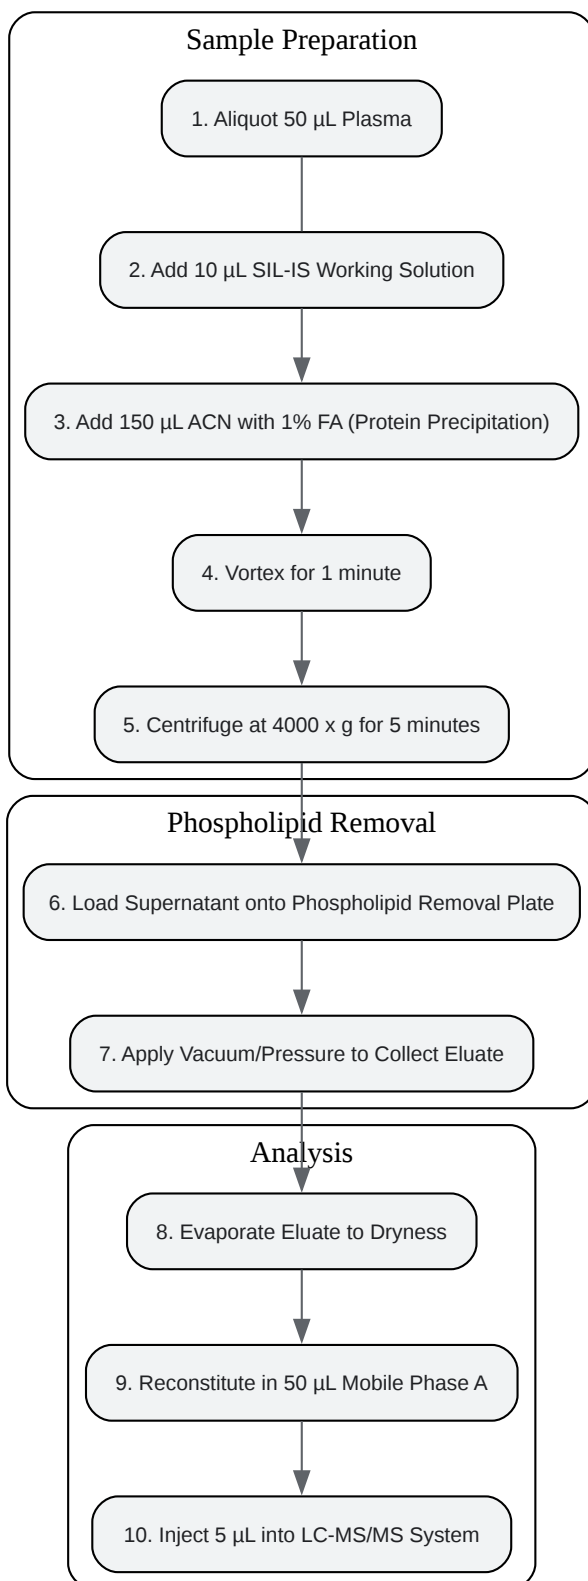 Sample Preparation
1. Aliquot 50 µL Plasma
2. Add 10 µL SIL-IS Working Solution
3. Add 150 µL ACN with 1% FA (Protein Precipitation)
4. Vortex for 1 minute
5. Centrifuge at 4000 x g for 5 minutes
Phospholipid Removal
6. Load Supernatant onto Phospholipid Removal Plate
7. Apply Vacuum/Pressure to Collect Eluate
Analysis
8. Evaporate Eluate to Dryness
9. Reconstitute in 50 µL Mobile Phase A
10. Inject 5 µL into LC-MS/MS System